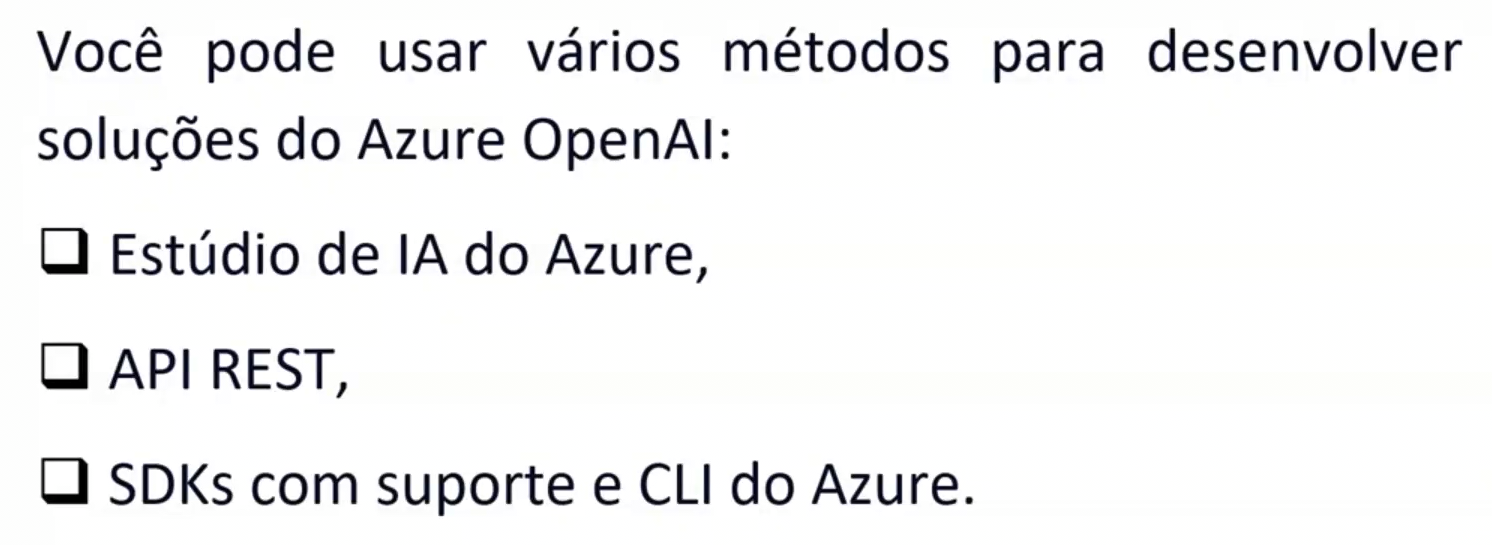 Você pode usar vários métodos para desenvolver
soluções do Azure OpenAI:
❑ Estúdio de IA do Azure,
❑ API REST,
❑ SDKs com suporte e CLI do Azure.